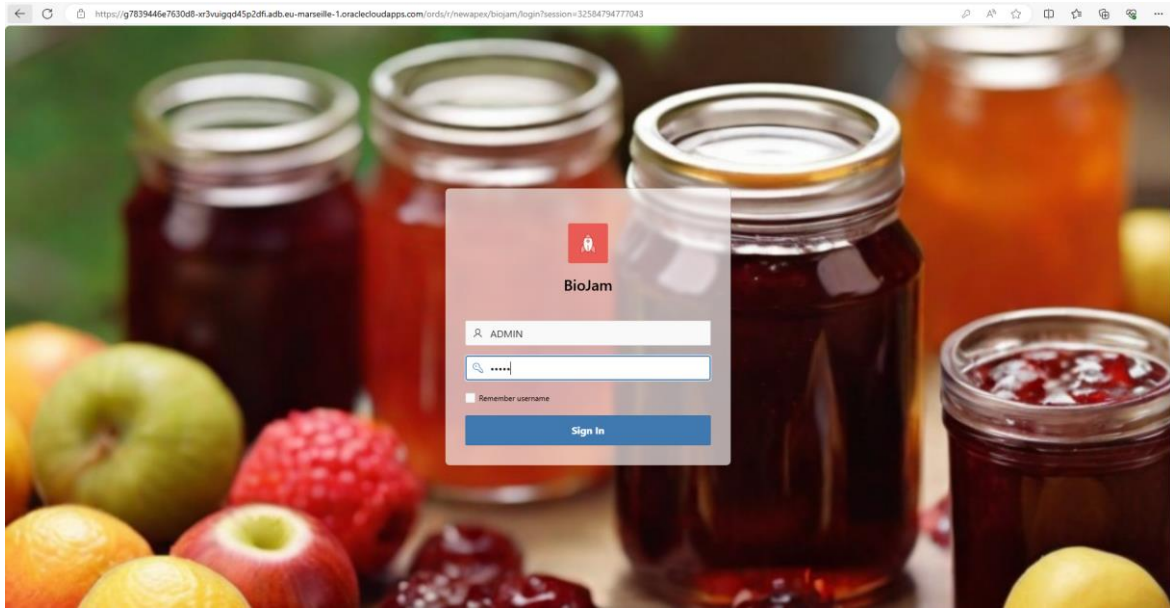 https://g7839446e7630d8-xr3vuigqd45p2dfi.adb.eu-marseille-1.oraclecloudapps.com/ords/r/newapex/biojam/login?session=32584794777043
BioJam
ADMIN
•••••
Remember username
Sign In